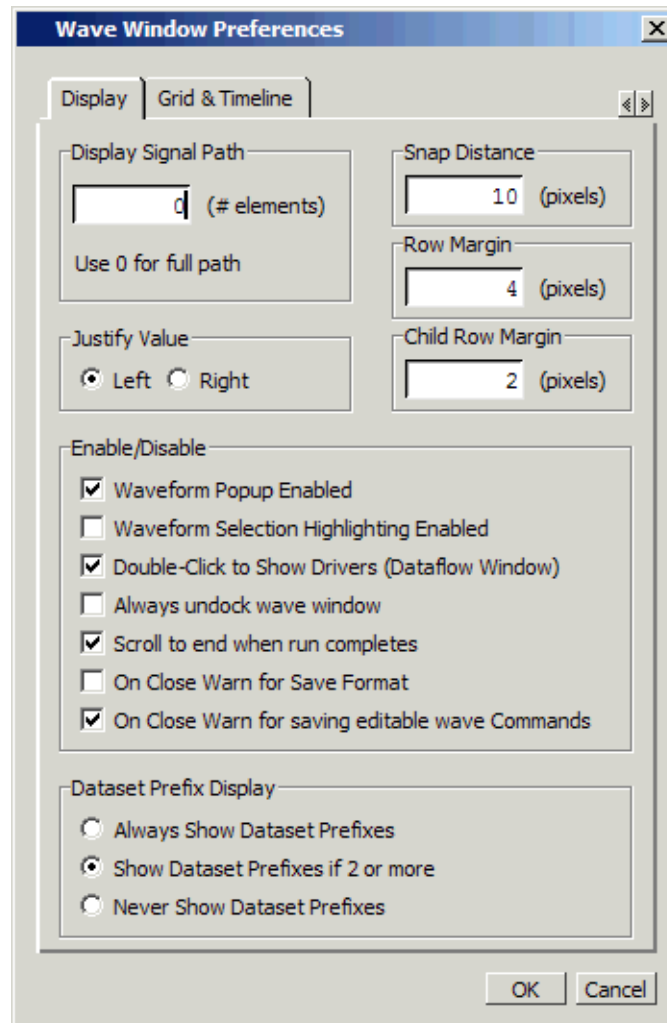 Wave Window Preferences
Display
Grid & Timeline
Display Signal Path
0 (# elements)
Use 0 for full path
Snap Distance
10 (pixels)
Row Margin
4 (pixels)
Justify Value
Left Right
Child Row Margin
2 (pixels)
Enable/Disable
Waveform Popup Enabled
Waveform Selection Highlighting Enabled
Double-Click to Show Drivers (Dataflow Window)
Always undock wave window
Scroll to end when run completes
On Close Warn for Save Format
On Close Warn for saving editable wave Commands
Dataset Prefix Display
Always Show Dataset Prefixes
Show Dataset Prefixes if 2 or more
Never Show Dataset Prefixes
OK Cancel